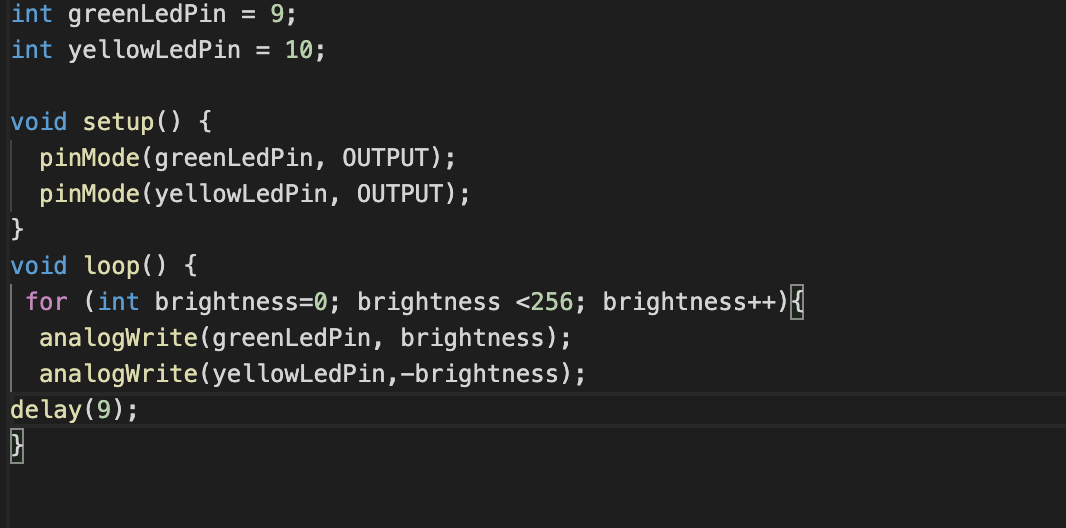 int greenLedPin = 9;
int yellowLedPin = 10;
void setup() {
pinMode(greenLedPin, OUTPUT);
pinMode(yellowLedPin, OUTPUT);
}
void loop() {
for (int brightness=0; brightness <256; brightness++){
analogWrite(greenLedPin, brightness);
analogWrite(yellowLedPin,-brightness);
delay(9);
}